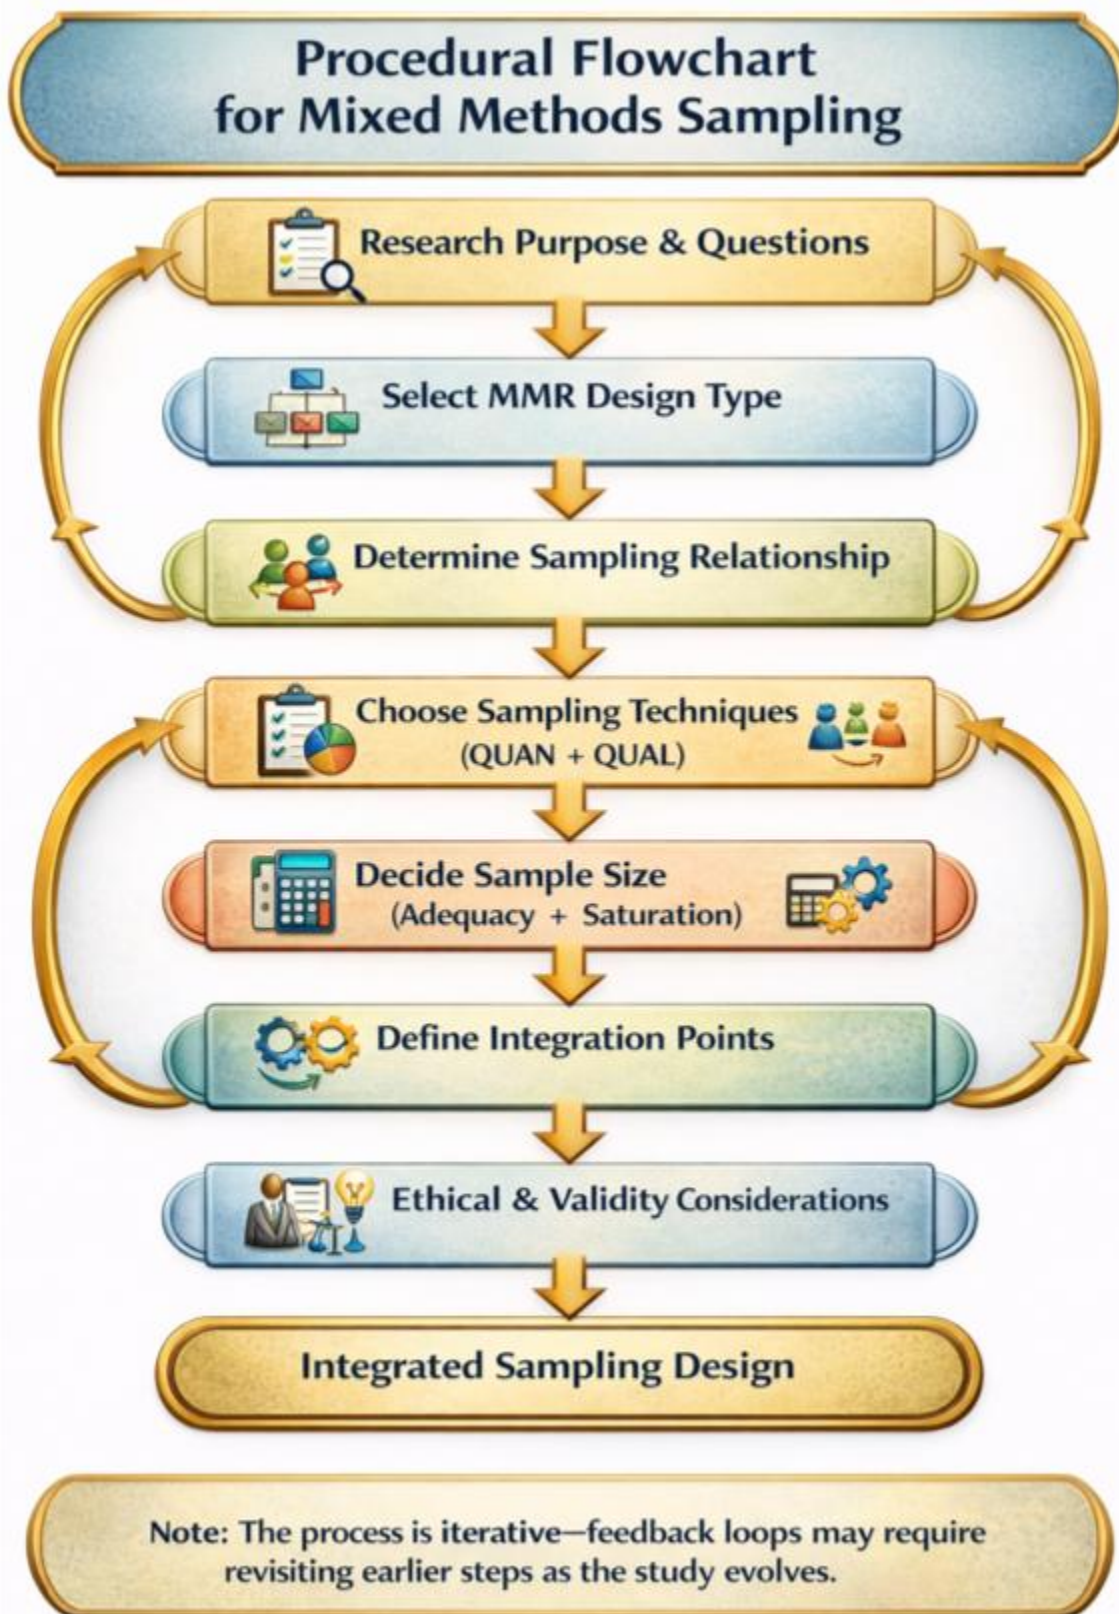 Procedural Flowchart
for Mixed Methods Sampling
Research Purpose & Questions
Select MMR Design Type
Determine Sampling Relationship
Choose Sampling Techniques
(QUAN + QUAL)
Decide Sample Size
(Adequacy + Saturation)
Define Integration Points
Ethical & Validity Considerations
Integrated Sampling Design
Note: The process is iterative—feedback loops may require
revisiting earlier steps as the study evolves.